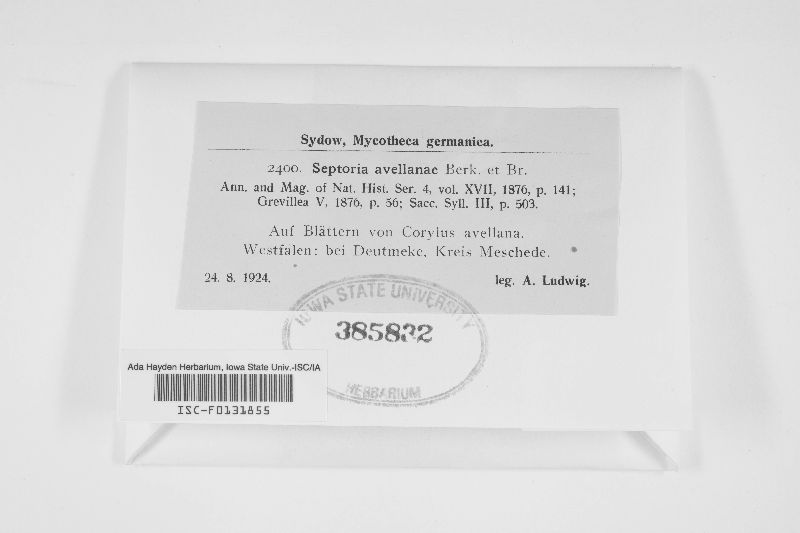 Sydow, Mycotheca germanica.
2400. Septoria avellanae Berk. et Br.
Ann. and Mag. of Nat. Hist. Ser. 4, vol. XVII, 1876, p. 141;
Grevillea V, 1876, p. 56; Sacc. Syll. III, p. 503.
Auf Blättern von Corylus avellana.
Westfalen: bei Deutmeke, Kreis Meschede.
24. 8. 1924. leg. A. Ludwig.
IOWA STATE UNIVERSITY
385832
HERBARIUM
Ada Hayden Herbarium, Iowa State Univ.-ISC/IA
ISC-F0131855